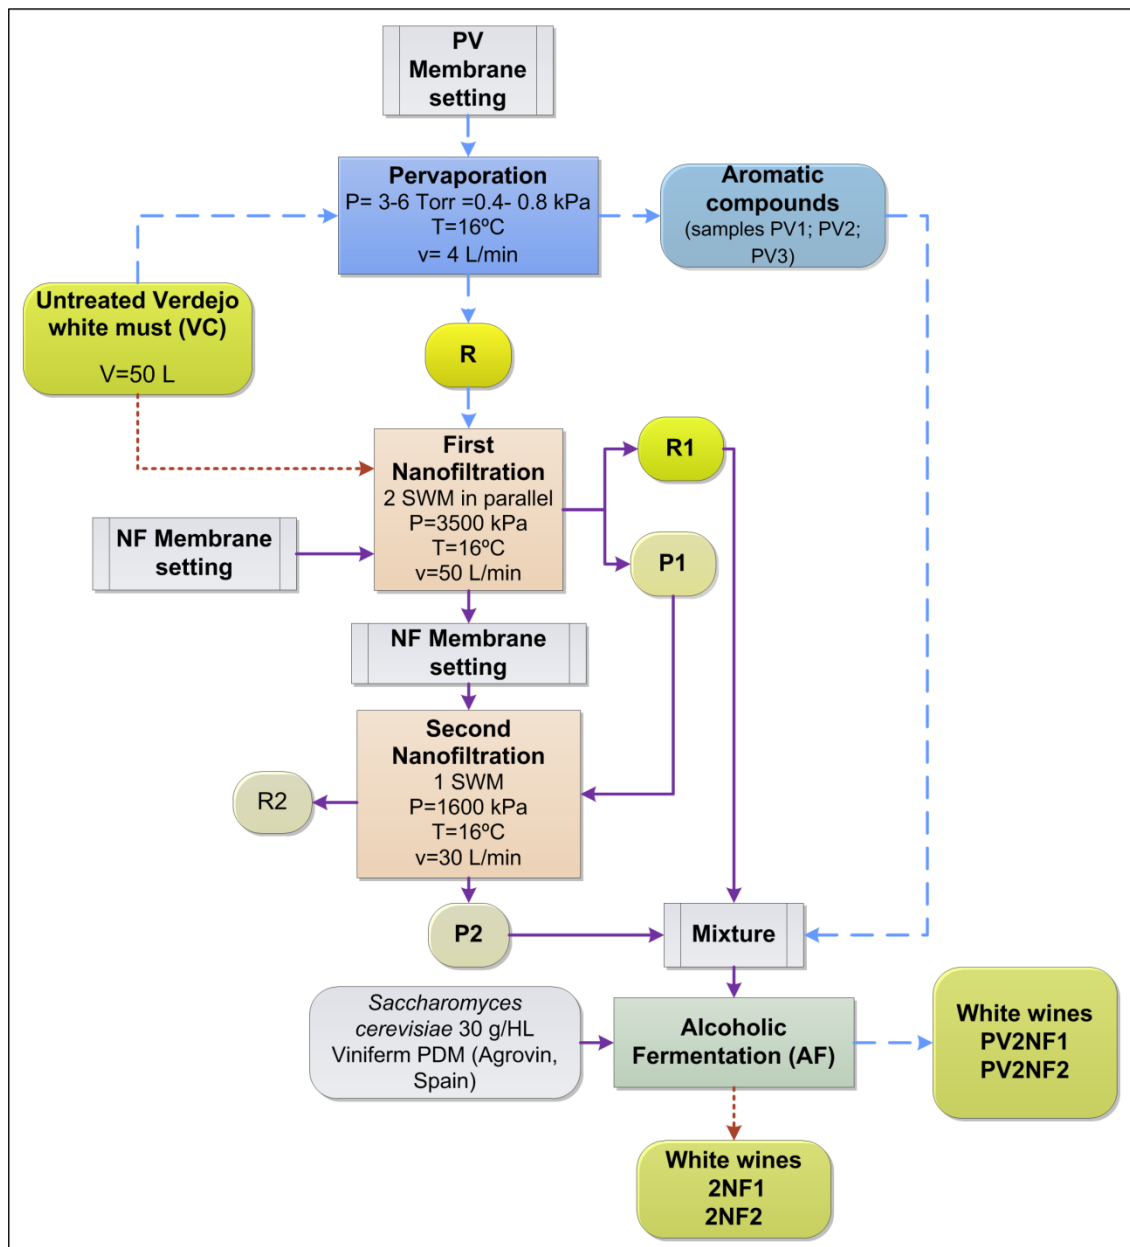 PV
Membrane
setting
Pervaporation
P= 3-6 Torr =0.4- 0.8 kPa
T=16ºC
v= 4 L/min
Aromatic
compounds
(samples PV1; PV2;
PV3)
Untreated Verdejo
white must (VC)
V=50 L
R
First
Nanofiltration
2 SWM in parallel
P=3500 kPa
T=16ºC
v=50 L/min
R1
NF Membrane
setting
P1
NF Membrane
setting
Second
Nanofiltration
1 SWM
P=1600 kPa
T=16ºC
v=30 L/min
R2
P2
Mixture
Saccharomyces
cerevisiae 30 g/HL
Viniferm PDM (Agrovin,
Spain)
Alcoholic
Fermentation (AF)
White wines
PV2NF1
PV2NF2
White wines
2NF1
2NF2